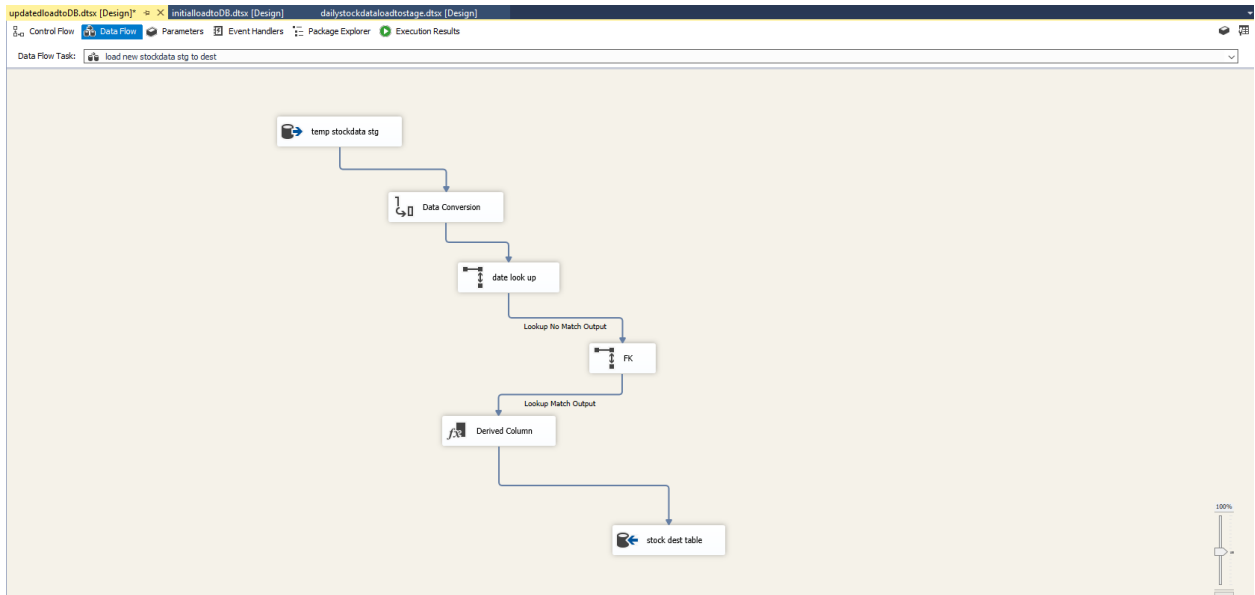 updatedloadtoDB.dtsx [Design]* initialloadtoDB.dtsx [Design] dailystockdataloadtostage.dtsx [Design]
Control Flow Data Flow Parameters Event Handlers Package Explorer Execution Results
Data Flow Task: load new stockdata stg to dest
temp stockdata stg
Data Conversion
date look up
Lookup No Match Output
FK
Lookup Match Output
fx Derived Column
100%
stock dest table